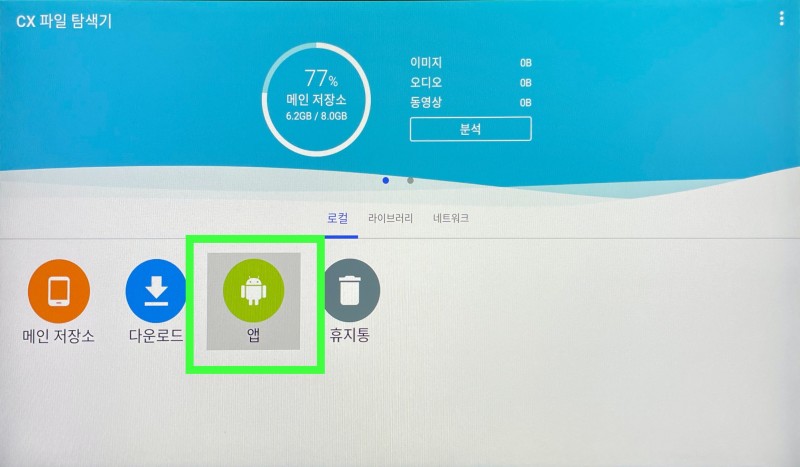 CX 파일 탐색기
77%
메인 저장소
6.2GB / 8.0GB
이미지 0B
오디오 0B
동영상 0B
분석
로컬 라이브러리 네트워크
메인 저장소 다운로드 앱 휴지통